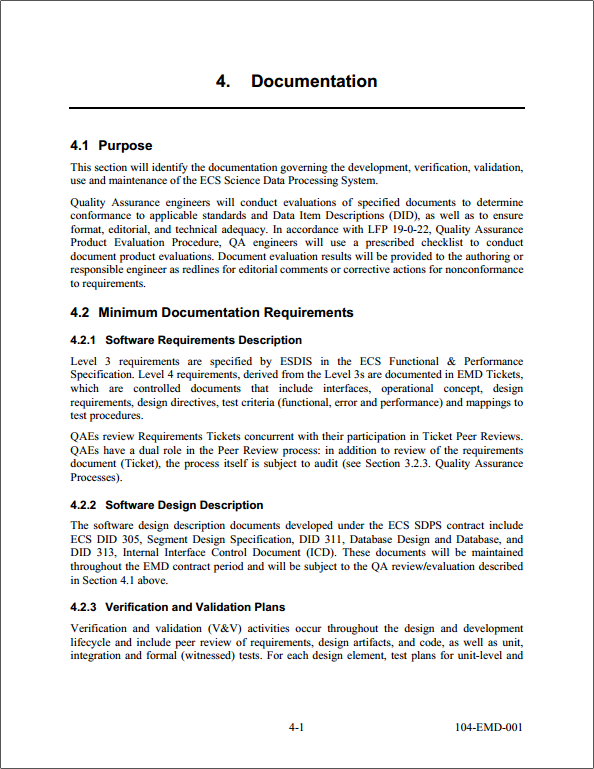 4. Documentation
4.1 Purpose
This section will identify the documentation governing the development, verification, validation,
use and maintenance of the ECS Science Data Processing System.
Quality Assurance engineers will conduct evaluations of specified documents to determine
conformance to applicable standards and Data Item Descriptions (DID), as well as to ensure
format, editorial, and technical adequacy. In accordance with LFP 19-0-22, Quality Assurance
Product Evaluation Procedure, QA engineers will use a prescribed checklist to conduct
document product evaluations. Document evaluation results will be provided to the authoring or
responsible engineer as redlines for editorial comments or corrective actions for nonconformance
to requirements.
4.2 Minimum Documentation Requirements
4.2.1 Software Requirements Description
Level 3 requirements are specified by ESDIS in the ECS Functional & Performance
Specification. Level 4 requirements, derived from the Level 3s are documented in EMD Tickets,
which are controlled documents that include interfaces, operational concept, design
requirements, design directives, test criteria (functional, error and performance) and mappings to
test procedures.
QAEs review Requirements Tickets concurrent with their participation in Ticket Peer Reviews.
QAEs have a dual role in the Peer Review process: in addition to review of the requirements
document (Ticket), the process itself is subject to audit (see Section 3.2.3. Quality Assurance
Processes).
4.2.2 Software Design Description
The software design description documents developed under the ECS SDPS contract include
ECS DID 305, Segment Design Specification, DID 311, Database Design and Database, and
DID 313, Internal Interface Control Document (ICD). These documents will be maintained
throughout the EMD contract period and will be subject to the QA review/evaluation described
in Section 4.1 above.
4.2.3 Verification and Validation Plans
Verification and validation (V&V) activities occur throughout the design and development
lifecycle and include peer review of requirements, design artifacts, and code, as well as unit,
integration and formal (witnessed) tests. For each design element, test plans for unit-level and
4-1 104-EMD-001